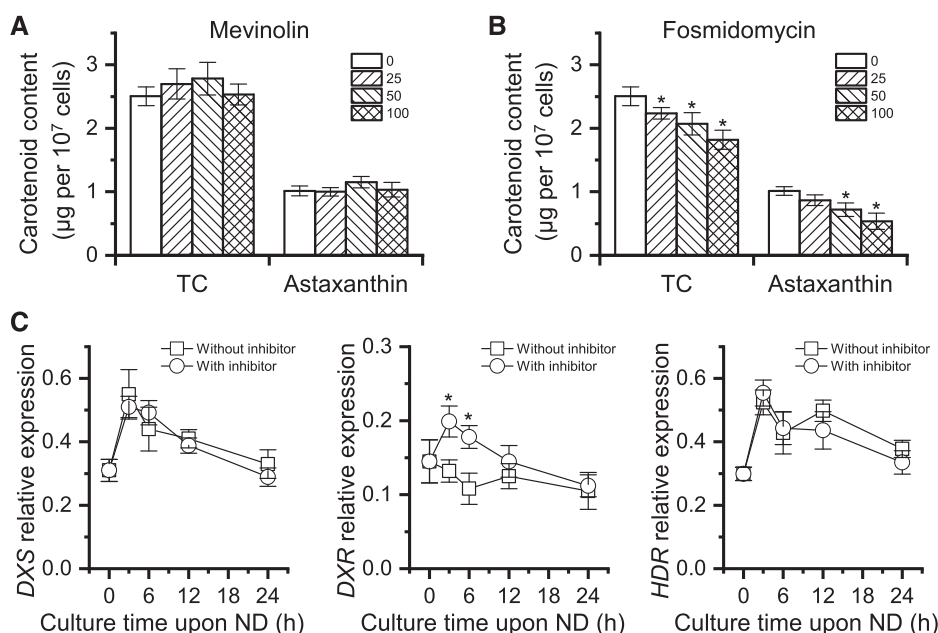 A
Mevinolin
Carotenoid content
(µg per 10⁷ cells)
3
2
1
0
0
25
50
100
TC
Astaxanthin
B
Fosmidomycin
Carotenoid content
(µg per 10⁷ cells)
3
2
1
0
0
25
50
100
* * *
* *
TC
Astaxanthin
C
DXS relative expression
0.6
0.4
0.2
0.0
Without inhibitor
With inhibitor
0 6 12 18 24
Culture time upon ND (h)
DXR relative expression
0.3
0.2
0.1
0.0
Without inhibitor
With inhibitor
* *
0 6 12 18 24
Culture time upon ND (h)
HDR relative expression
0.6
0.4
0.2
0.0
Without inhibitor
With inhibitor
0 6 12 18 24
Culture time upon ND (h)